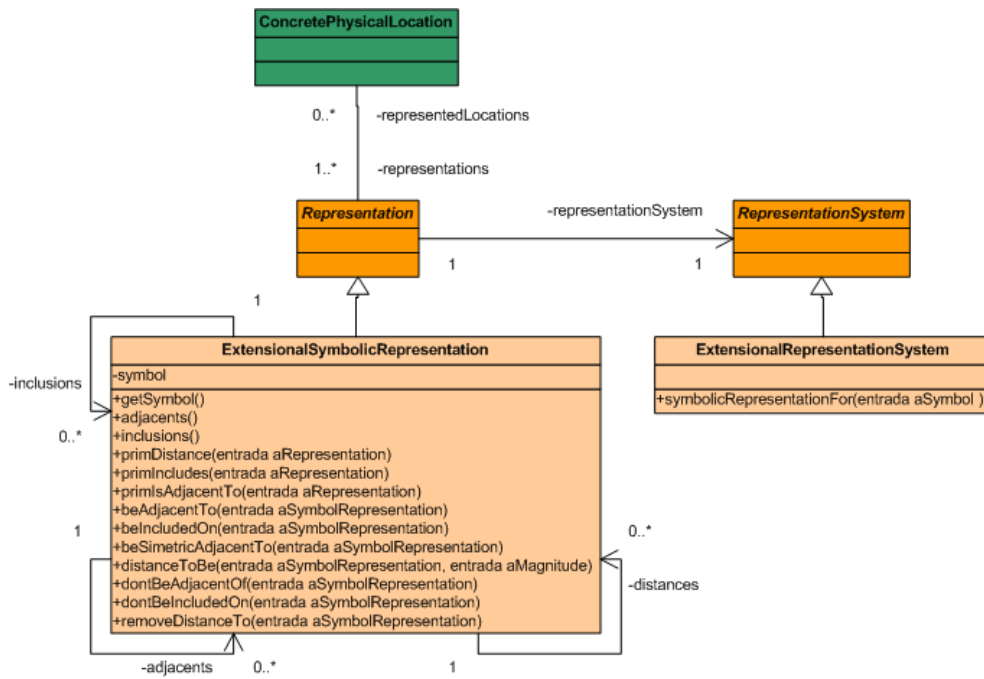 ConcretePhysicalLocation
0..*
-representedLocations
1..*
-representations
Representation
-representationSystem
RepresentationSystem
1
1
1
ExtensionalSymbolicRepresentation
ExtensionalRepresentationSystem
-symbol
-inclusions
+getSymbol()
+symbolicRepresentationFor(entrada aSymbol )
+adjacents()
0..*
+inclusions()
+primDistance(entrada aRepresentation)
+primIncludes(entrada aRepresentation)
+primIsAdjacentTo(entrada aRepresentation)
+beAdjacentTo(entrada aSymbolRepresentation)
1
+beIncludedOn(entrada aSymbolRepresentation)
0..*
+beSimetricAdjacentTo(entrada aSymbolRepresentation)
+distanceToBe(entrada aSymbolRepresentation, entrada aMagnitude)
+dontBeAdjacentOf(entrada aSymbolRepresentation)
-distances
+dontBeIncludedOn(entrada aSymbolRepresentation)
+removeDistanceTo(entrada aSymbolRepresentation)
-adjacents
0..*
1